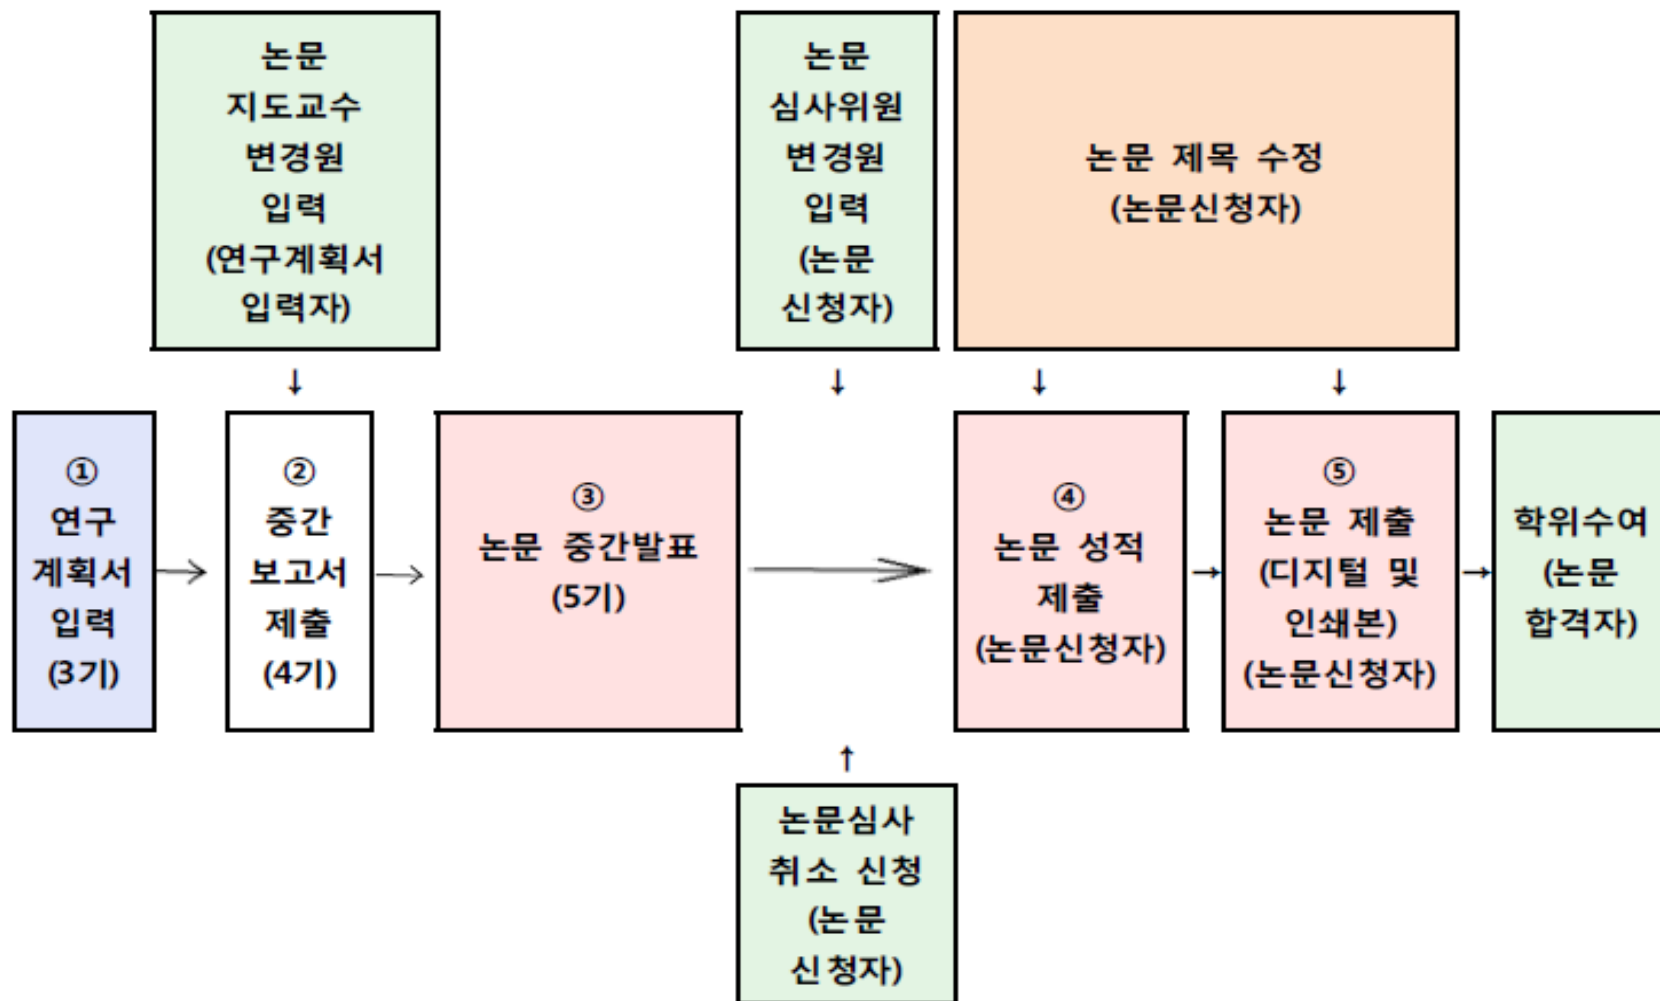 논문
지도교수
변경원
입력
(연구계획서
입력자)
논문
심사위원
변경원
입력
(논문
신청자)
논문 제목 수정
(논문신청자)
↓
↓
↓
↓
①
연구
계획서
입력
(3기)
→
②
중간
보고서
제출
(4기)
→
③
논문 중간발표
(5기)
→
④
논문 성적
제출
(논문신청자)
→
⑤
논문 제출
(디지털 및
인쇄본)
(논문신청자)
→
학위수여
(논문
합격자)
↑
논문심사
취소 신청
(논문
신청자)